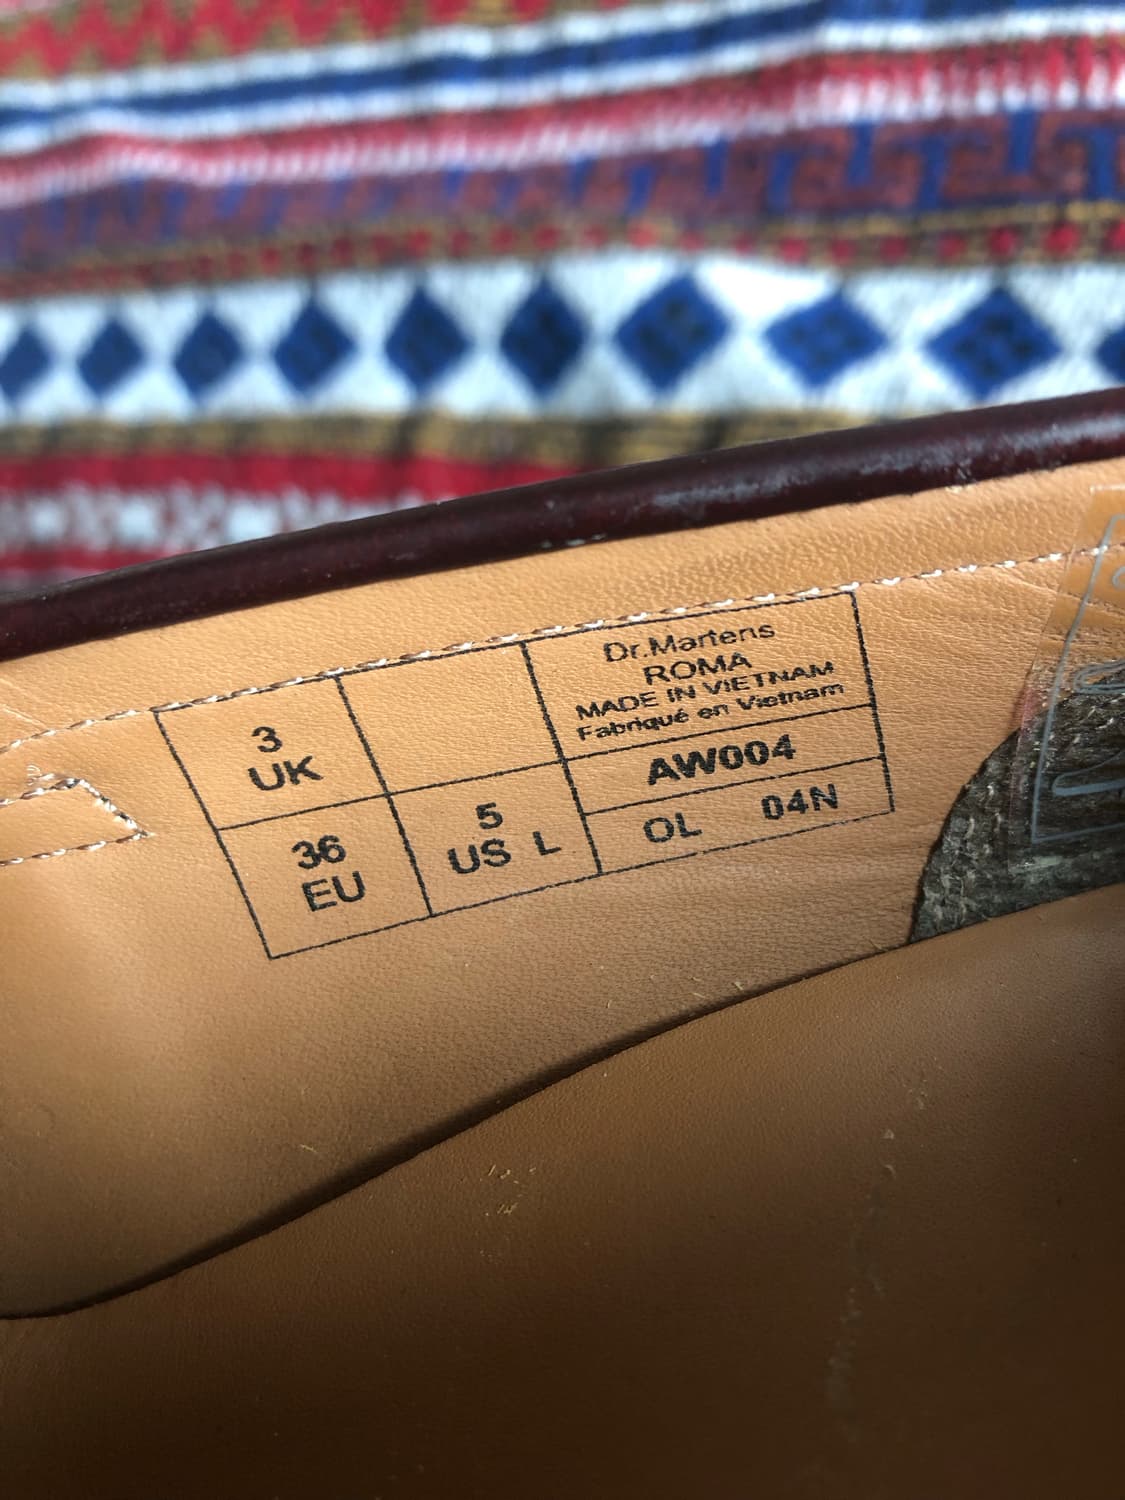 3
UK
36
EU
5
US L
Dr.Martens
ROMA
MADE IN VIETNAM
Fabriqué en Vietnam
AW004
OL 04N